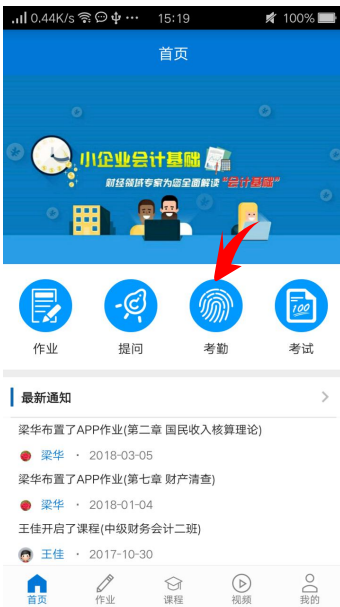 0.44K/s 15:19 100%
首页
小企业会计基础
财经领域专家为您全面解读“会计基础”
作业 提问 考勤 考试
100
最新通知
梁华布置了APP作业(第二章 国民收入核算理论)
梁华 · 2018-03-05
梁华布置了APP作业(第七章 财产清查)
梁华 · 2018-01-04
王佳开启了课程(中级财务会计二班)
王佳 · 2017-10-30
首页 作业 课程 视频 我的